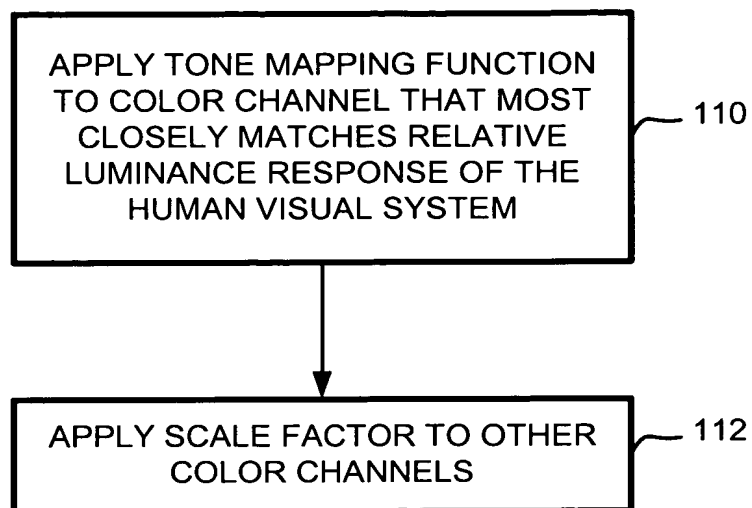 APPLY TONE MAPPING FUNCTION
TO COLOR CHANNEL THAT MOST
CLOSELY MATCHES RELATIVE
LUMINANCE RESPONSE OF THE
HUMAN VISUAL SYSTEM
110
APPLY SCALE FACTOR TO OTHER
COLOR CHANNELS
112